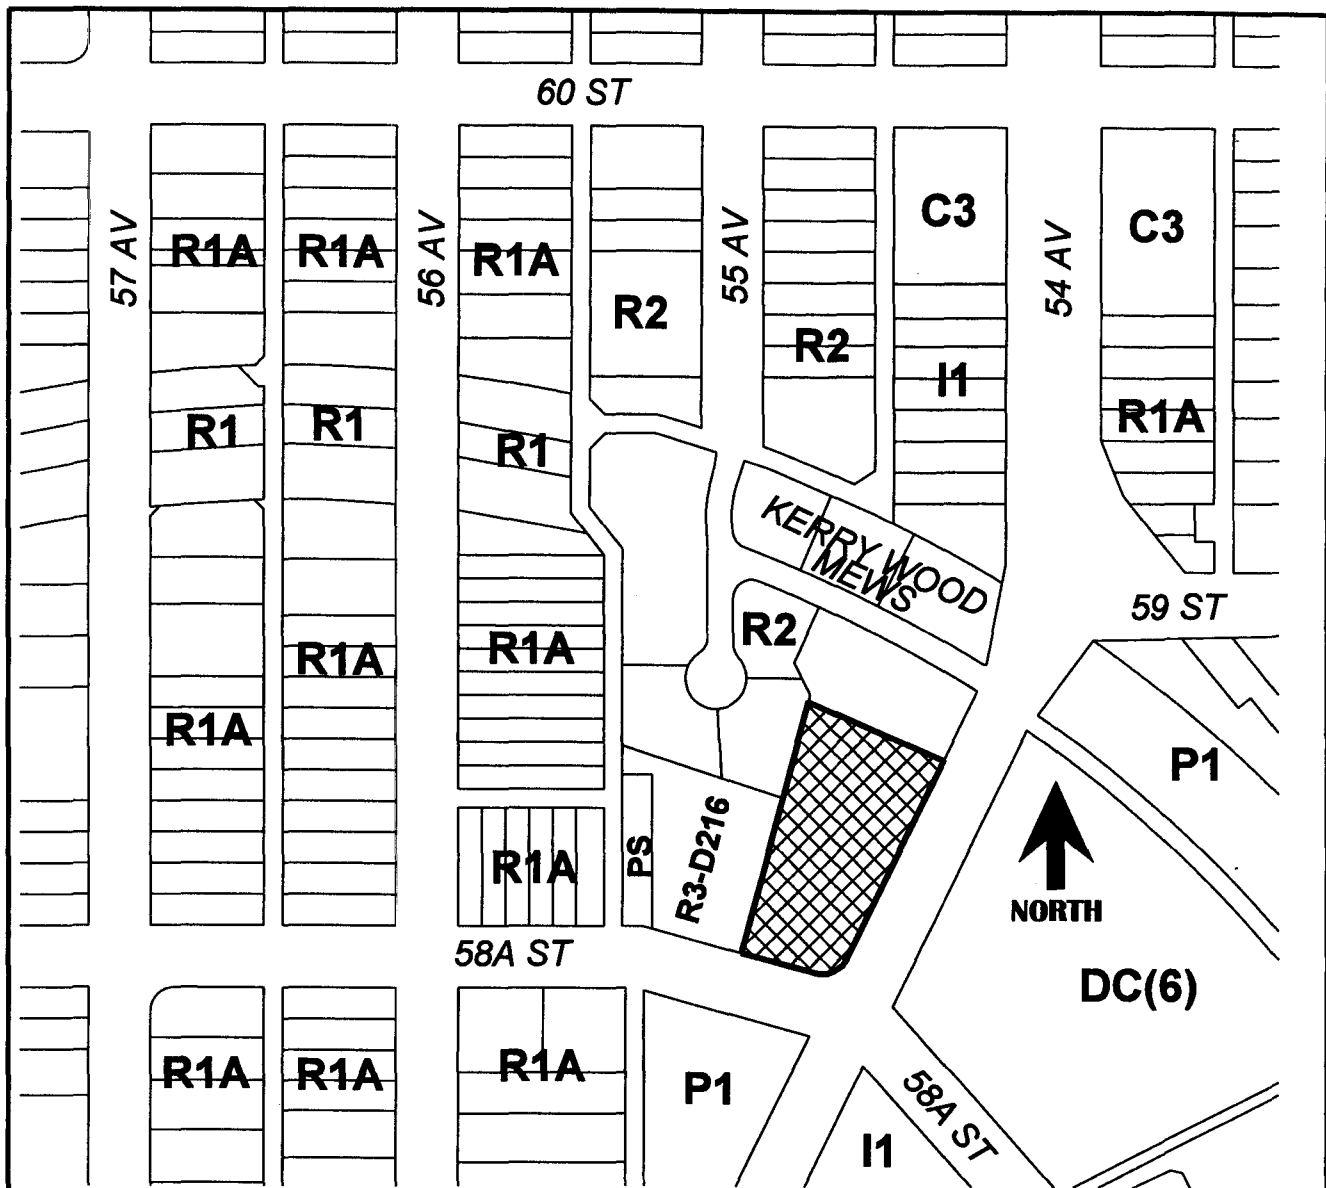 60 ST
57 AV
56 AV
55 AV
54 AV
R1A
R1A
R1A
R2
C3
C3
R2
I1
R1A
R1
R1
R1
KERRY WOOD
MEWS
59 ST
R2
R1A
R1A
R1A
P1
R1A
PS
R3-D216
NORTH
58A ST
DC(6)
R1A
R1A
R1A
P1
58A ST
I1